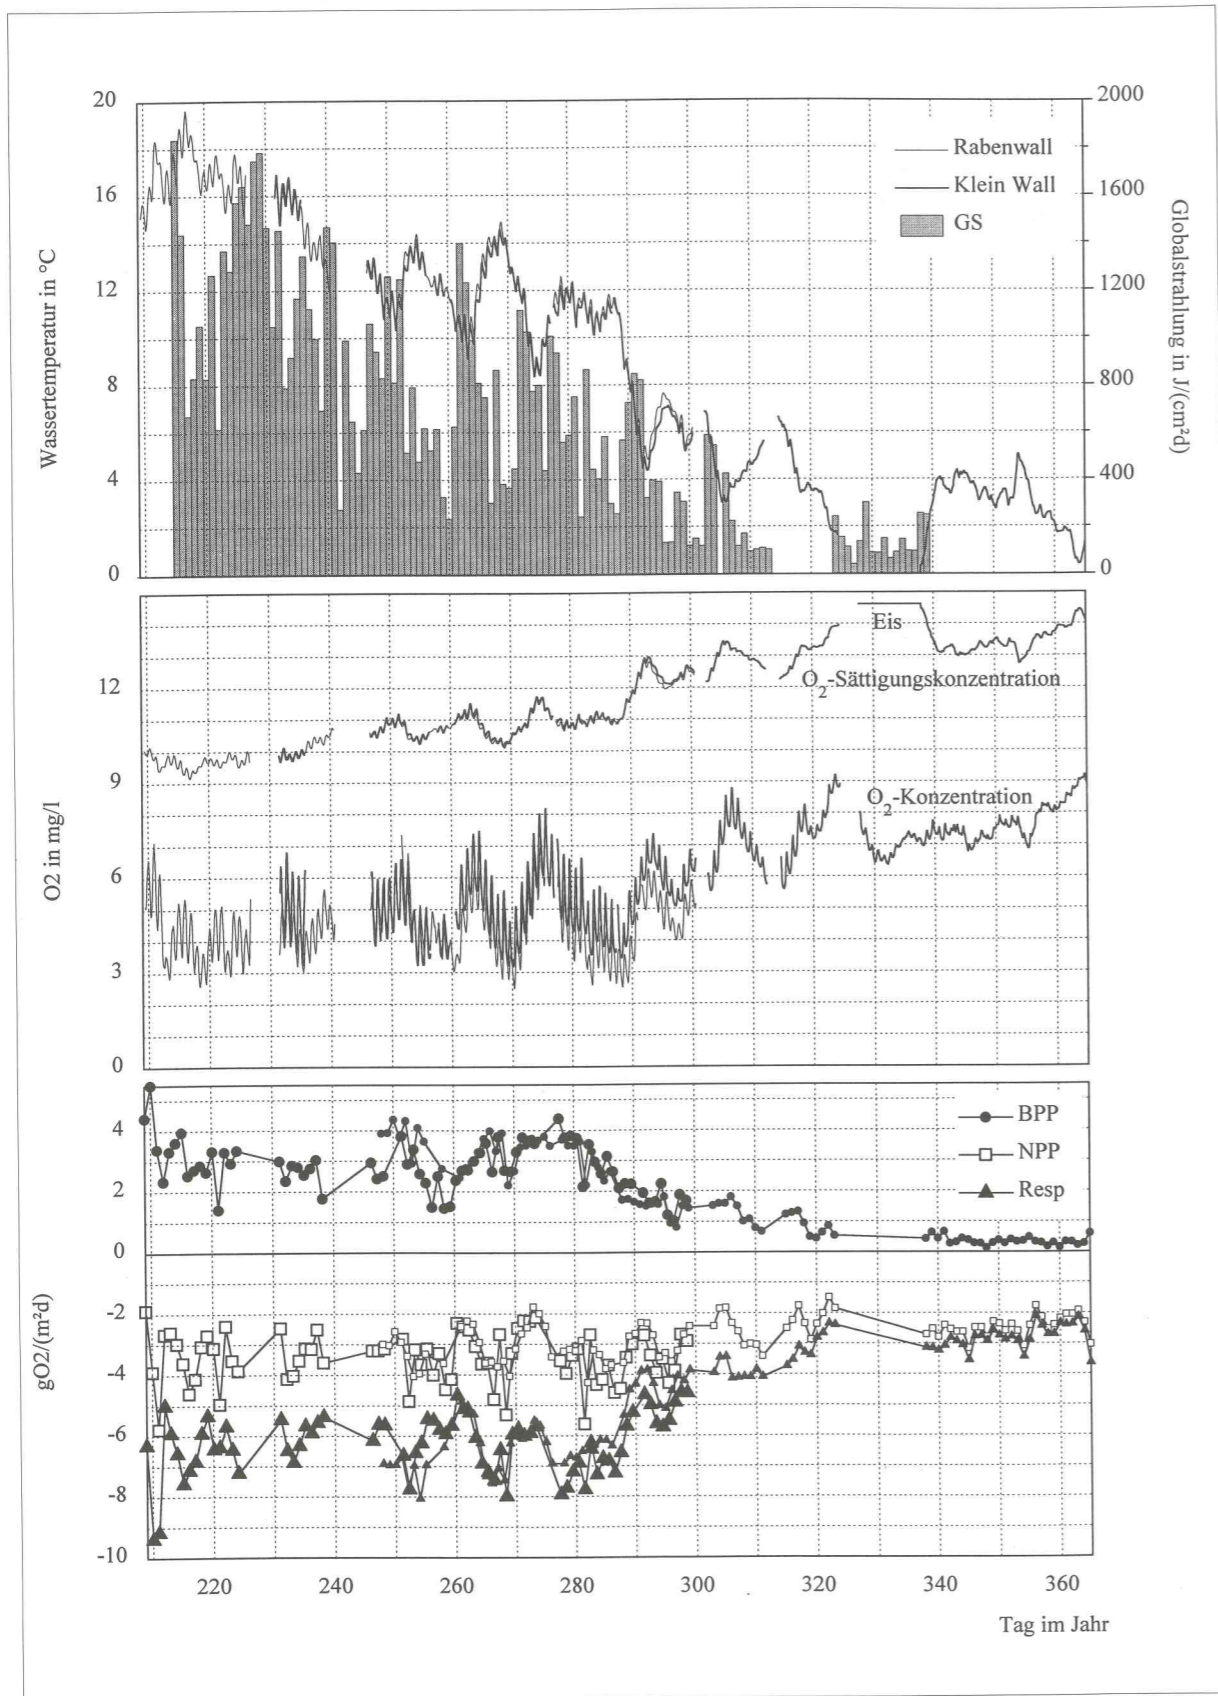 20
16
12
8
4
0
Wassertemperatur in °C
2000
1600
1200
800
400
0
Globalstrahlung in J/(cm²d)
Rabenwall
Klein Wall
GS
12
9
6
3
0
O2 in mg/l
Eis
O₂-Sättigungskonzentration
O₂-Konzentration
4
2
0
-2
-4
-6
-8
-10
gO2/(m²d)
BPP
NPP
Resp
220 240 260 280 300 320 340 360
Tag im Jahr